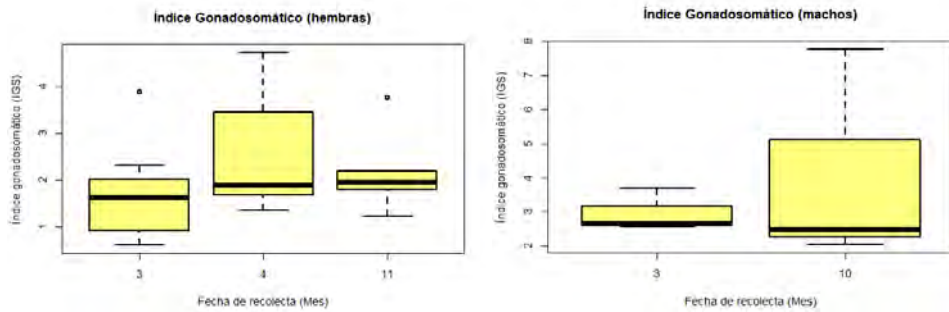 Índice Gonadosomático (hembras)
Índice gonadosomático (IGS)
4
3
2
1
3 4 11
Fecha de recolecta (Mes)
Índice Gonadosomático (machos)
Índice gonadosomático (IGS)
8
7
6
5
4
3
2
3 10
Fecha de recolecta (Mes)